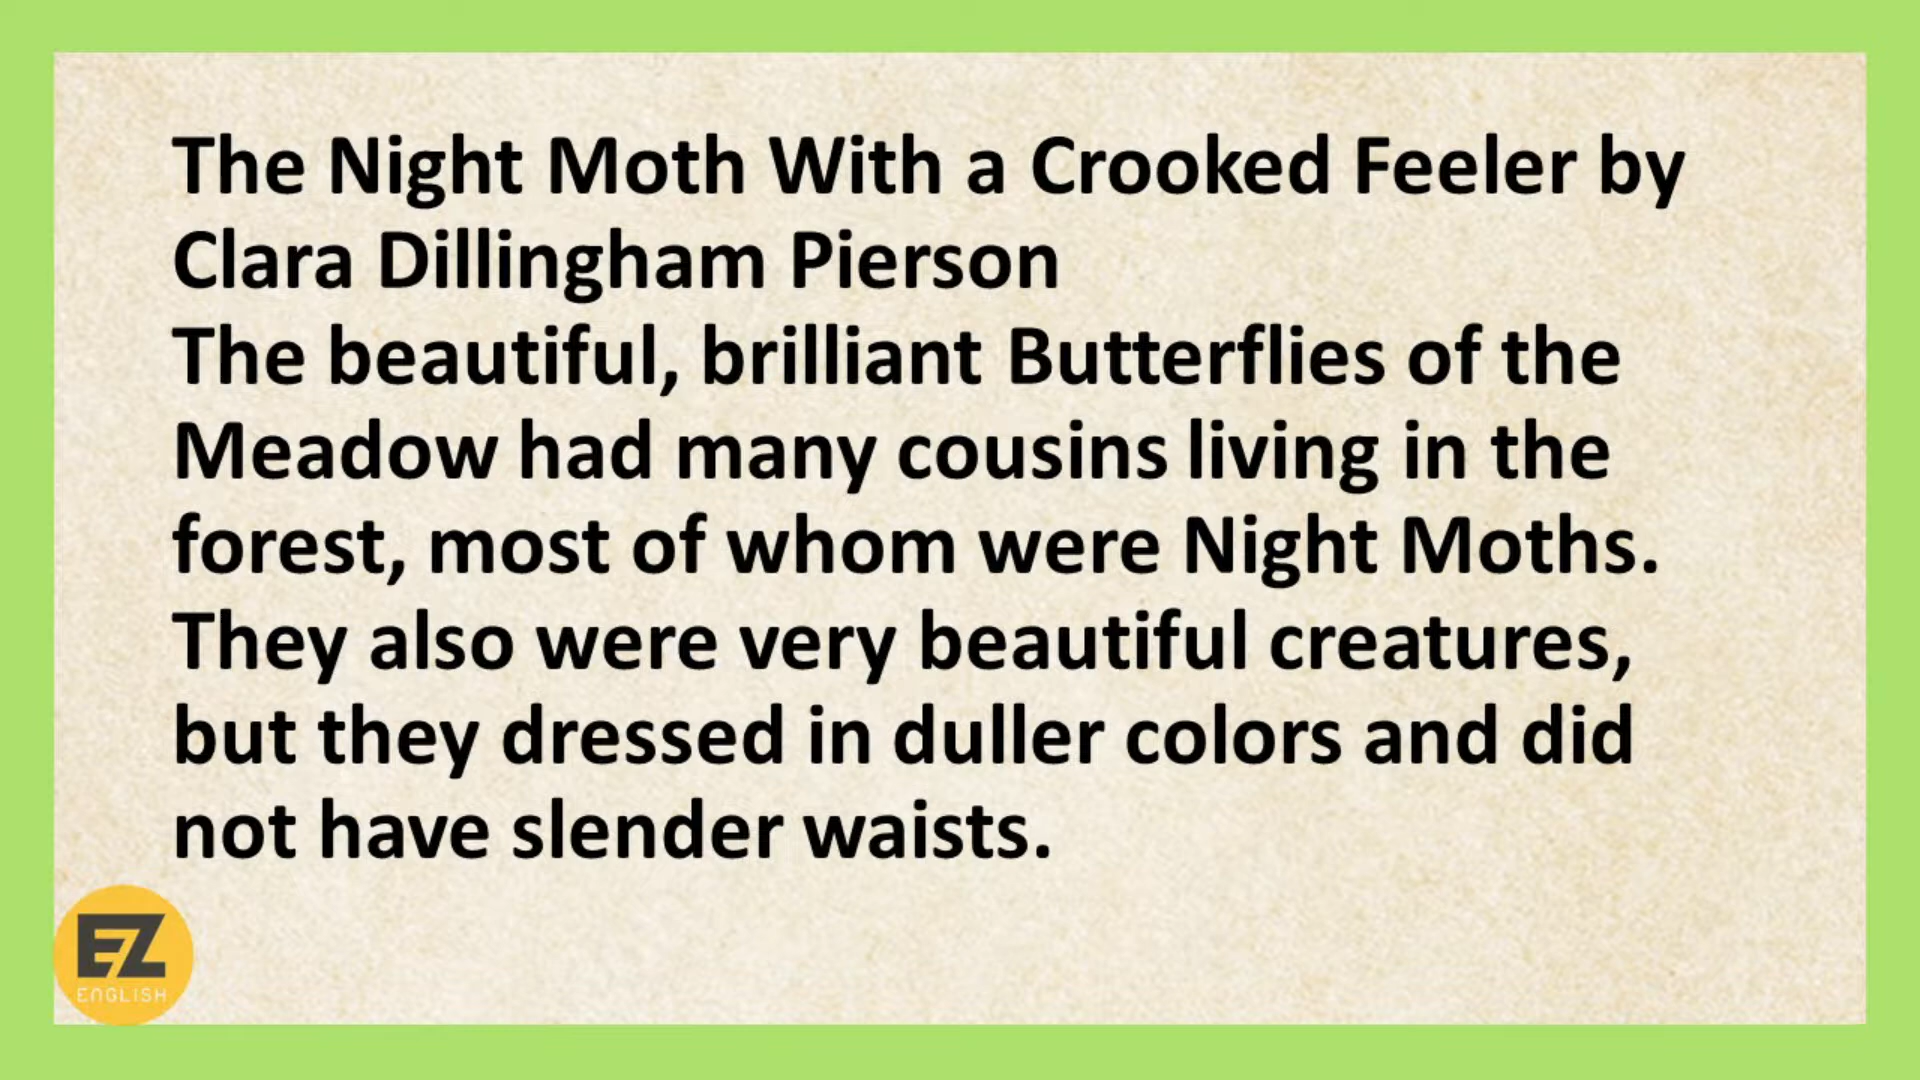 The Night Moth With a Crooked Feeler by
Clara Dillingham Pierson
The beautiful, brilliant Butterflies of the
Meadow had many cousins living in the
forest, most of whom were Night Moths.
They also were very beautiful creatures,
but they dressed in duller colors and did
not have slender waists.
EZ
ENGLISH